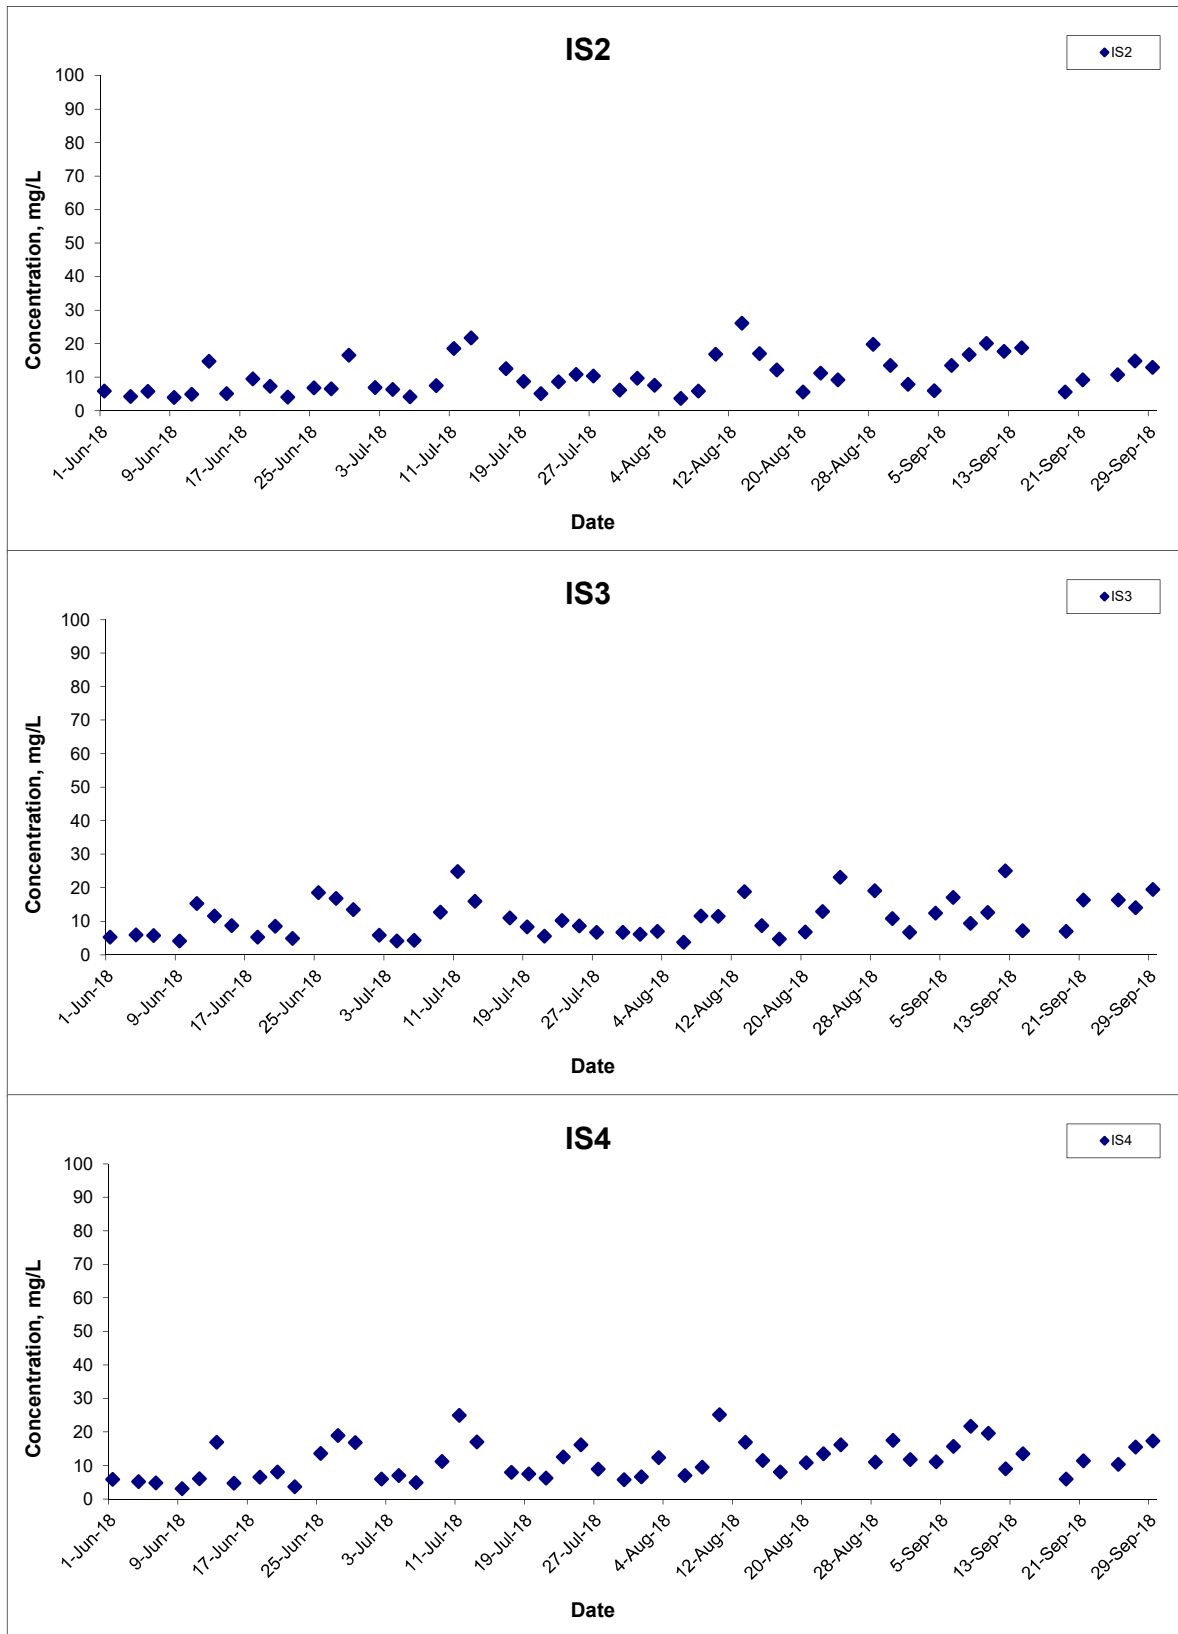 IS2
IS2
Concentration, mg/L
100
90
80
70
60
50
40
30
20
10
0
1-Jun-18
9-Jun-18
17-Jun-18
25-Jun-18
3-Jul-18
11-Jul-18
19-Jul-18
27-Jul-18
4-Aug-18
12-Aug-18
20-Aug-18
28-Aug-18
5-Sep-18
13-Sep-18
21-Sep-18
29-Sep-18
Date
IS3
IS3
Concentration, mg/L
100
90
80
70
60
50
40
30
20
10
0
1-Jun-18
9-Jun-18
17-Jun-18
25-Jun-18
3-Jul-18
11-Jul-18
19-Jul-18
27-Jul-18
4-Aug-18
12-Aug-18
20-Aug-18
28-Aug-18
5-Sep-18
13-Sep-18
21-Sep-18
29-Sep-18
Date
IS4
IS4
Concentration, mg/L
100
90
80
70
60
50
40
30
20
10
0
1-Jun-18
9-Jun-18
17-Jun-18
25-Jun-18
3-Jul-18
11-Jul-18
19-Jul-18
27-Jul-18
4-Aug-18
12-Aug-18
20-Aug-18
28-Aug-18
5-Sep-18
13-Sep-18
21-Sep-18
29-Sep-18
Date